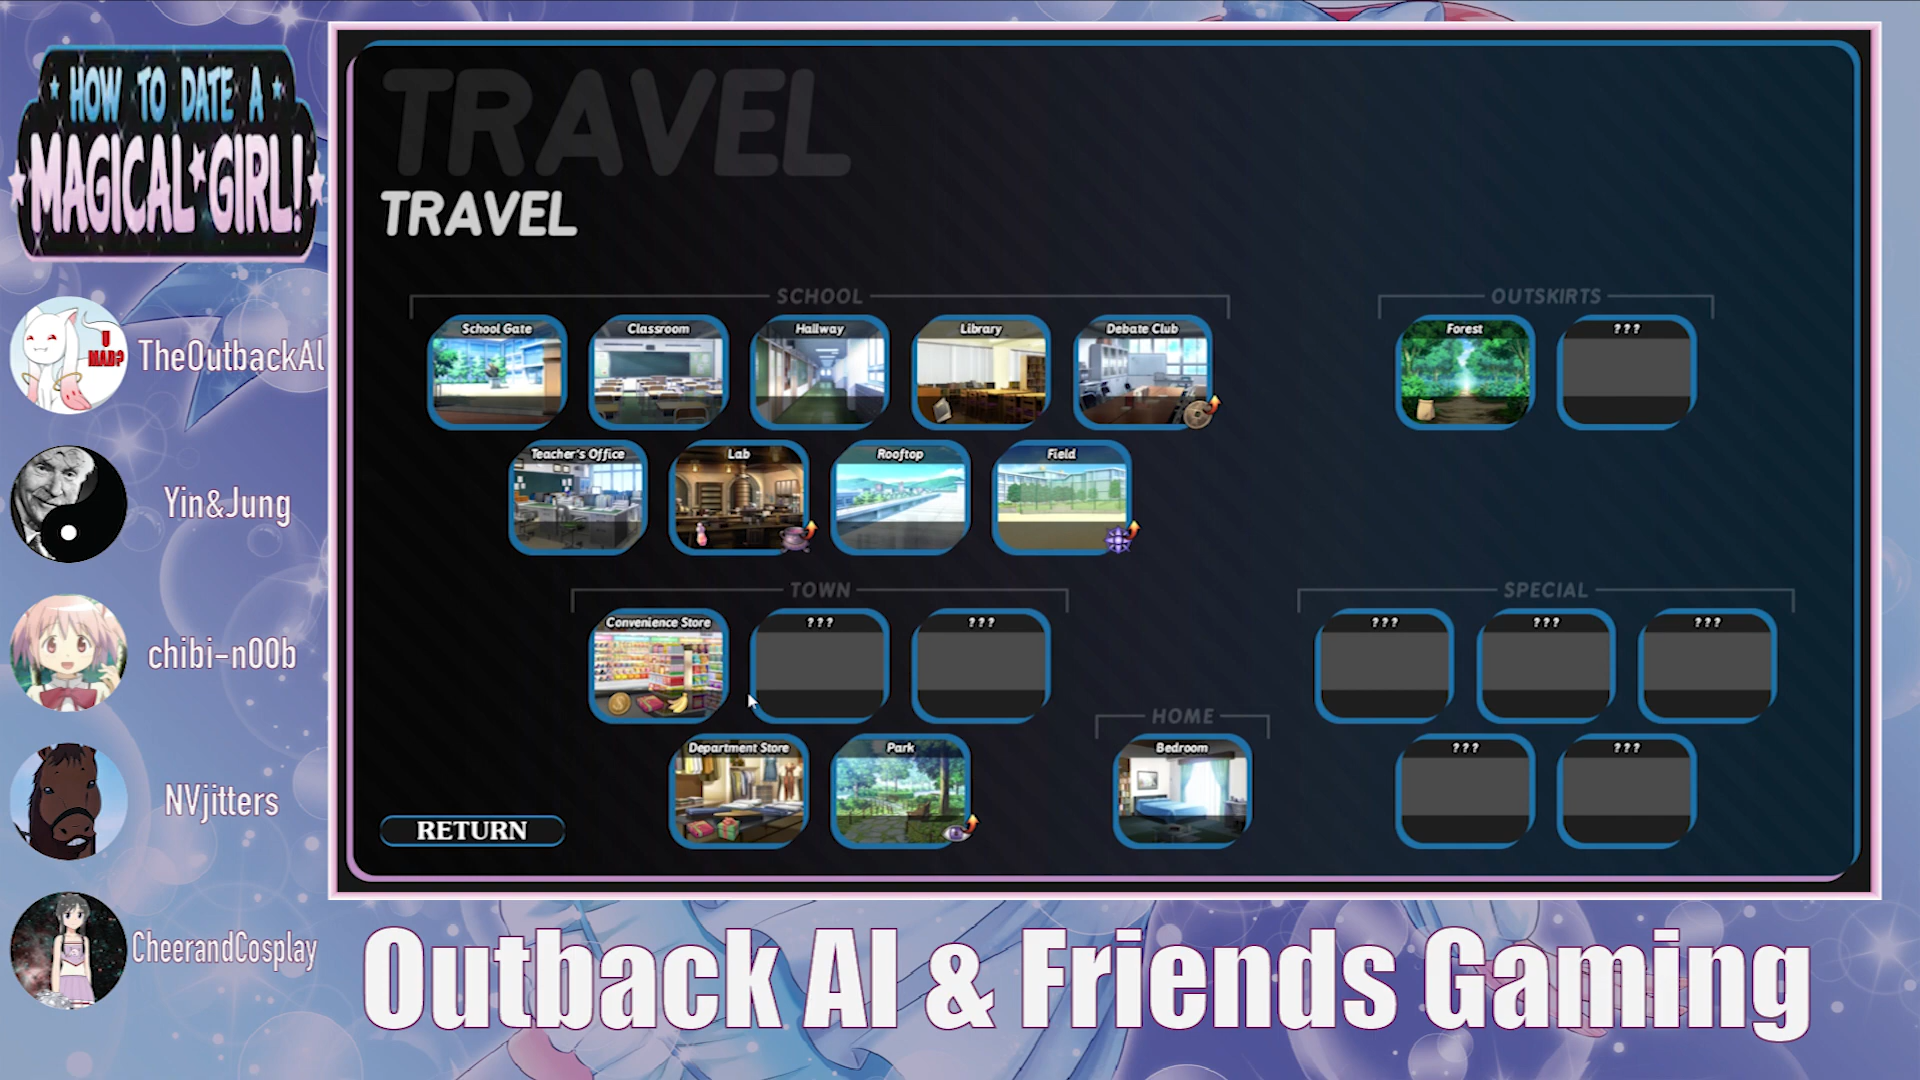 HOW TO DATE A
MAGICAL GIRL!
U
MAD?
TheOutbackAl
Yin&Jung
chibi-n00b
NVjitters
CheerandCosplay
TRAVEL
TRAVEL
SCHOOL
School Gate
Classroom
Hallway
Library
Debate Club
Teacher's Office
Lab
Rooftop
Field
OUTSKIRTS
Forest
???
TOWN
Convenience Store
???
???
Department Store
Park
HOME
Bedroom
SPECIAL
???
???
???
???
???
RETURN
Outback Al & Friends Gaming